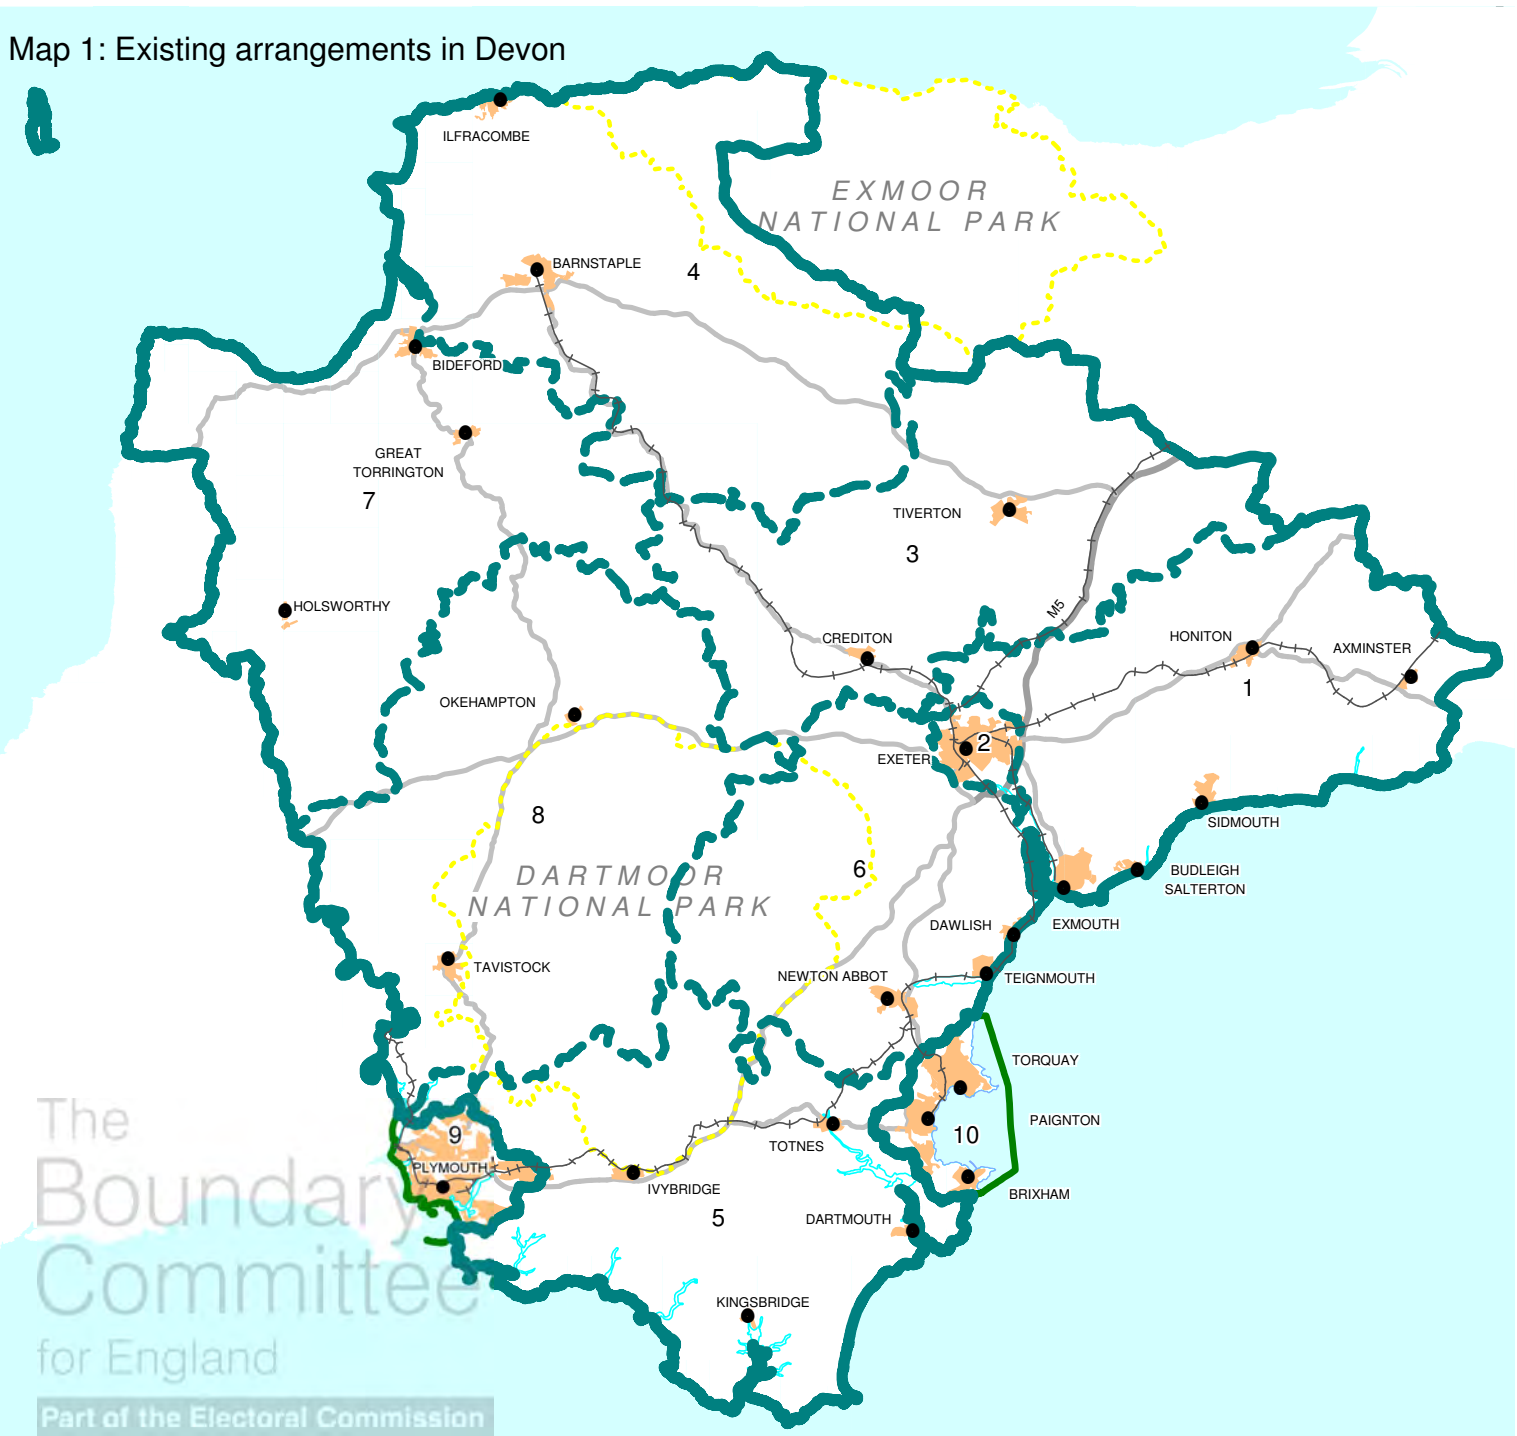 Map 1: Existing arrangements in Devon
ILFRACOMBE
EXMOOR
NATIONAL PARK
BARNSTAPLE
4
BIDEFORD
GREAT
TORRINGTON
7
TIVERTON
3
HOLSWORTHY
M5
CREDITON
HONITON
AXMINSTER
1
OKEHAMPTON
2
EXETER
8
SIDMOUTH
6
DARTMOOR
NATIONAL PARK
BUDLEIGH
SALTERTON
DAWLISH
EXMOUTH
TAVISTOCK
NEWTON ABBOT
TEIGNMOUTH
TORQUAY
PAIGNTON
10
9
TOTNES
PLYMOUTH
IVYBRIDGE
BRIXHAM
5
DARTMOUTH
KINGSBRIDGE
The
Boundary
Committee
for England
Part of the Electoral Commission